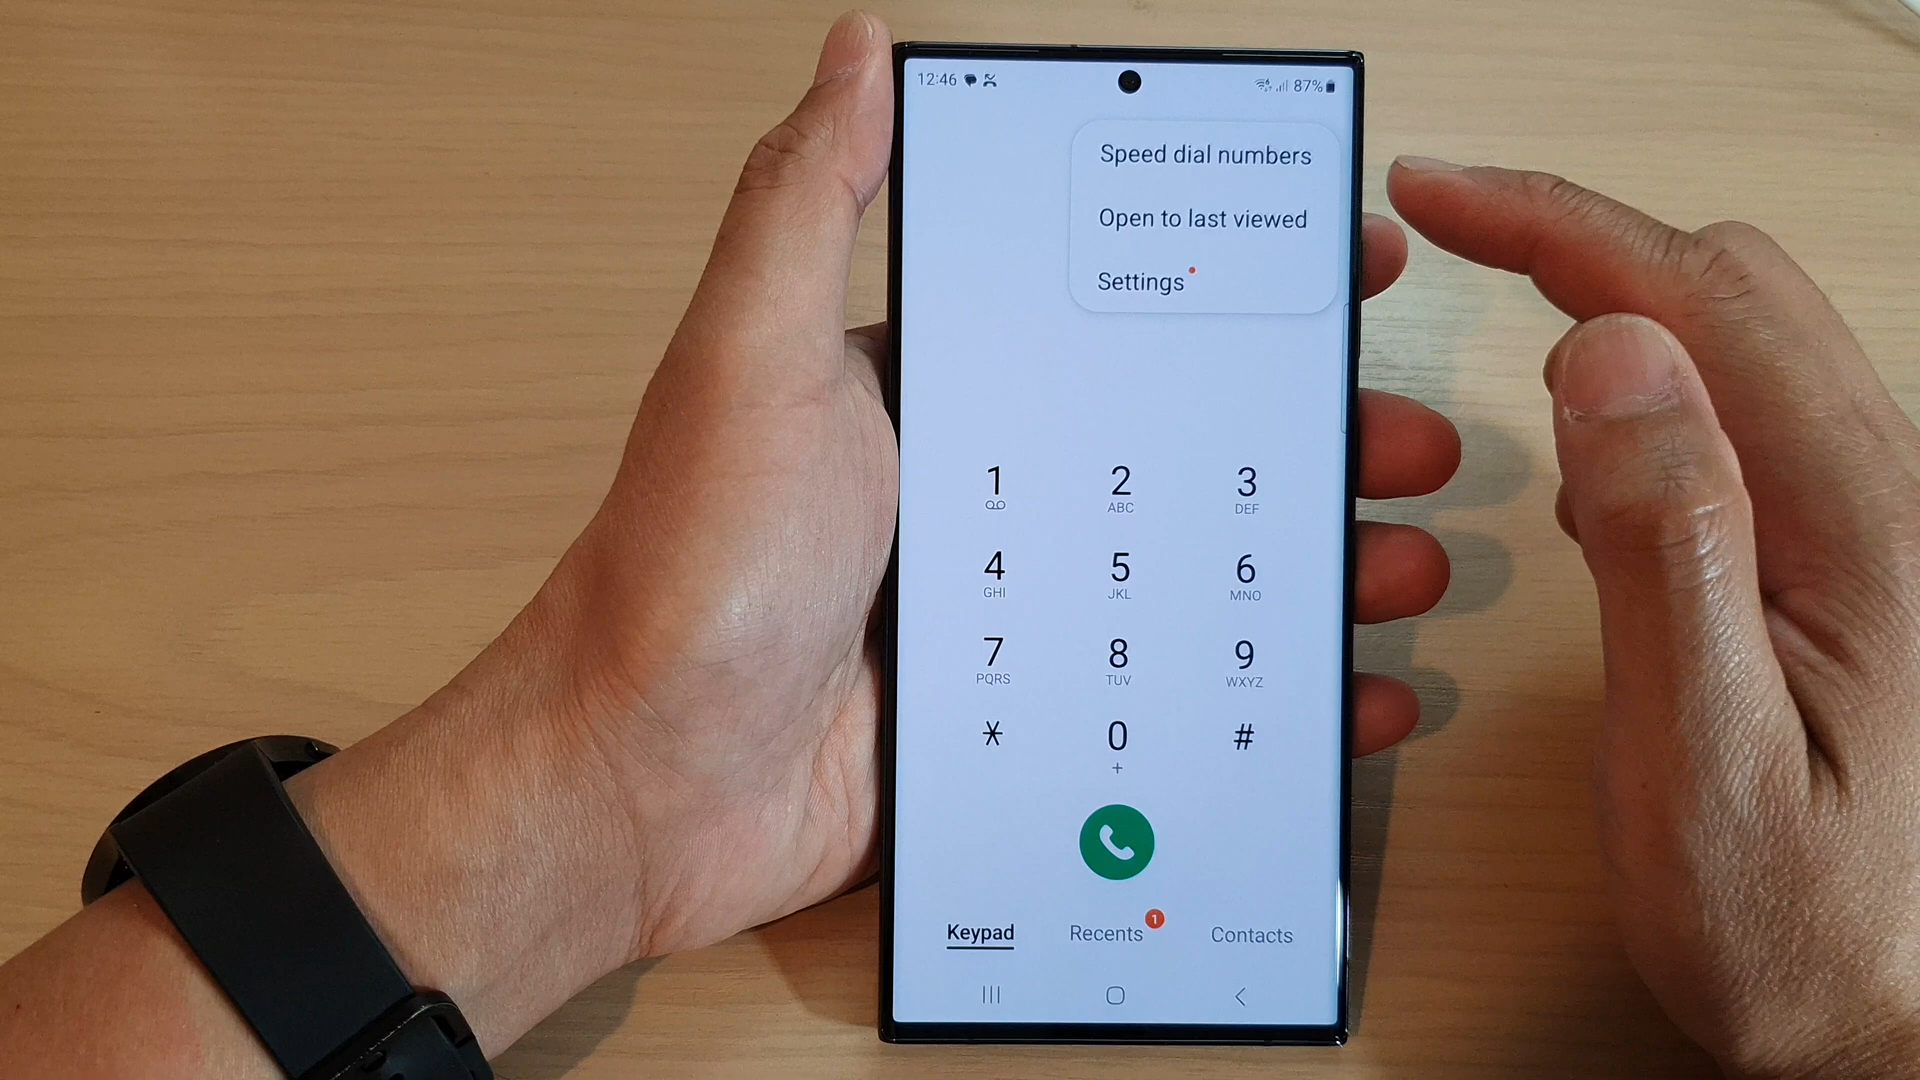 12:46
87%
Speed dial numbers
Open to last viewed
Settings
1 2 3
ABC DEF
4 5 6
GHI JKL MNO
7 8 9
PQRS TUV WXYZ
* 0 #
+
Keypad Recents 1 Contacts